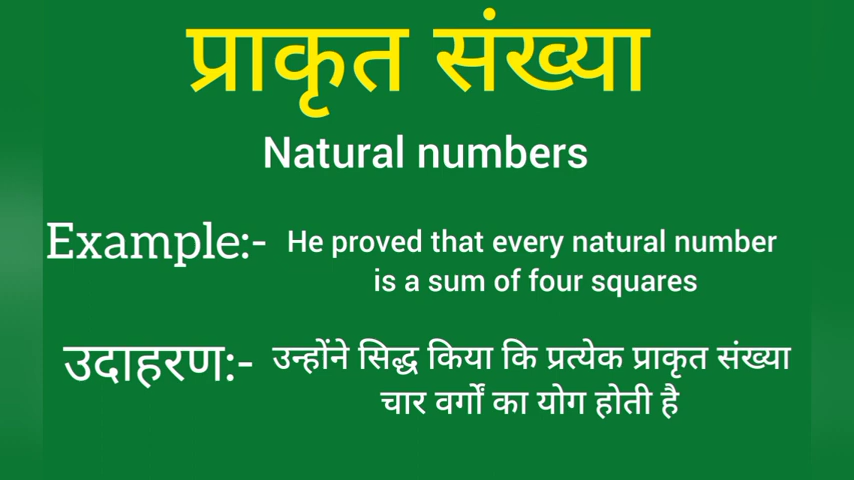 प्राकृत संख्या
Natural numbers
Example:- He proved that every natural number
is a sum of four squares
उदाहरण:- उन्होंने सिद्ध किया कि प्रत्येक प्राकृत संख्या
चार वर्गों का योग होती है